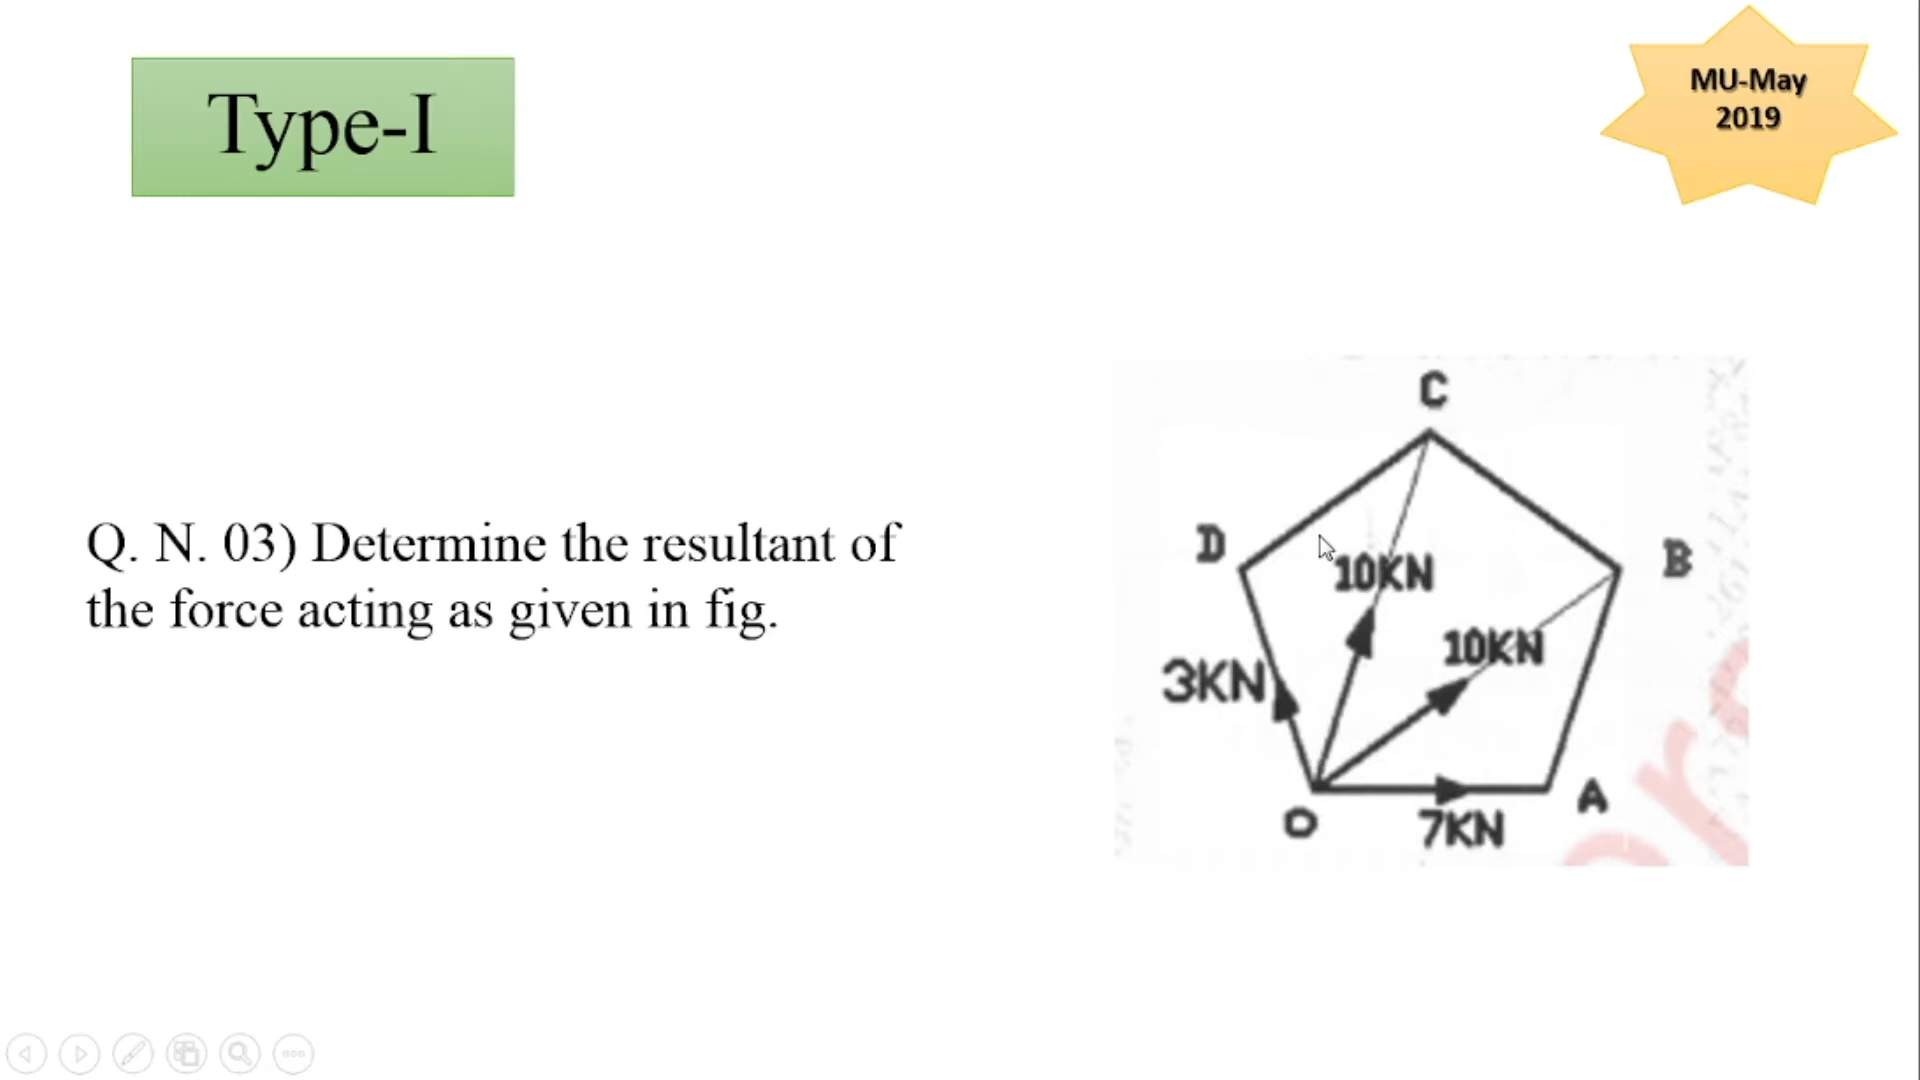 Type-I
MU-May
2019
Q. N. 03) Determine the resultant of
the force acting as given in fig.
C
D
B
10KN
10KN
3KN
O
7KN
A